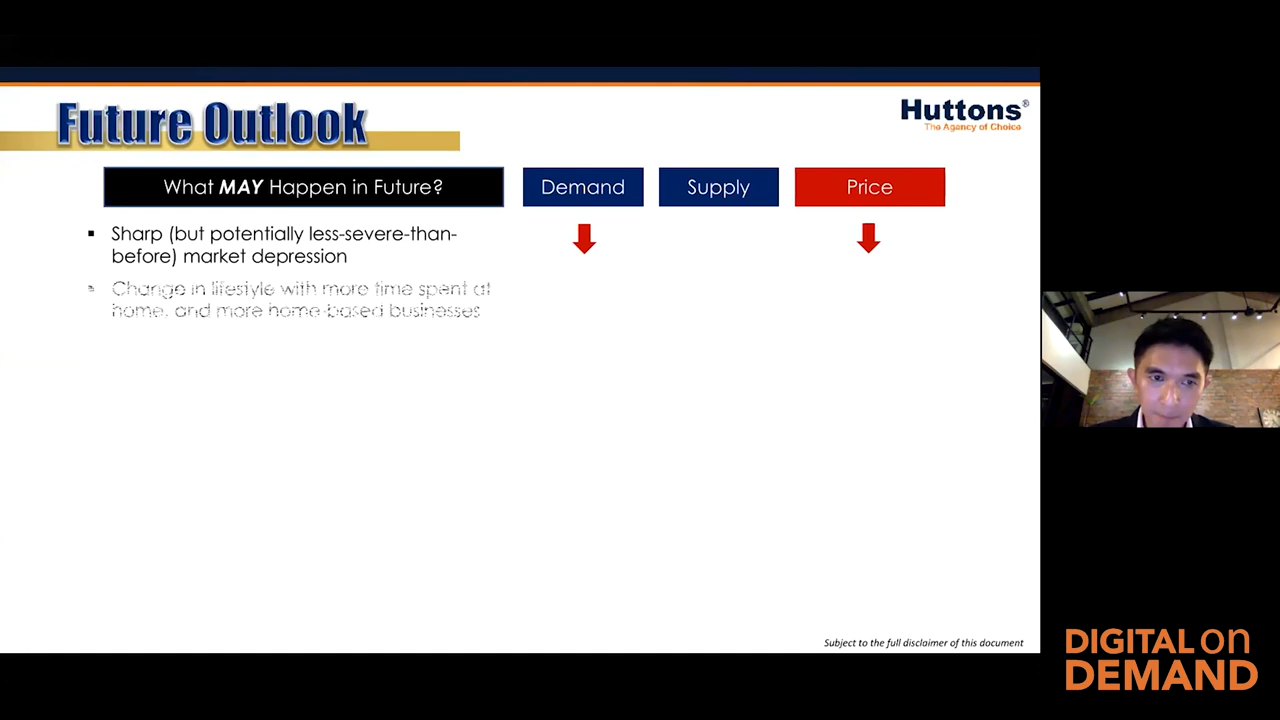 Future Outlook
Huttons®
The Agency of Choice
What MAY Happen in Future?
Demand
Supply
Price
▪ Sharp (but potentially less-severe-than-
before) market depression
▪ Change in lifestyle with more time spent at
home, and more home-based businesses
Subject to the full disclaimer of this document
DIGITAL on
DEMAND